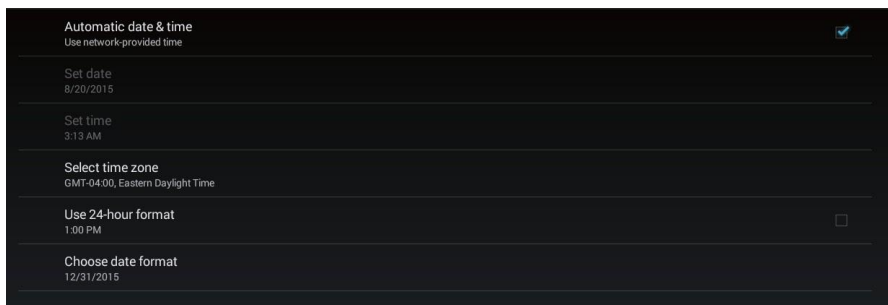 Automatic date & time
Use network-provided time
Set date
8/20/2015
Set time
3:13 AM
Select time zone
GMT-04:00, Eastern Daylight Time
Use 24-hour format
1:00 PM
Choose date format
12/31/2015